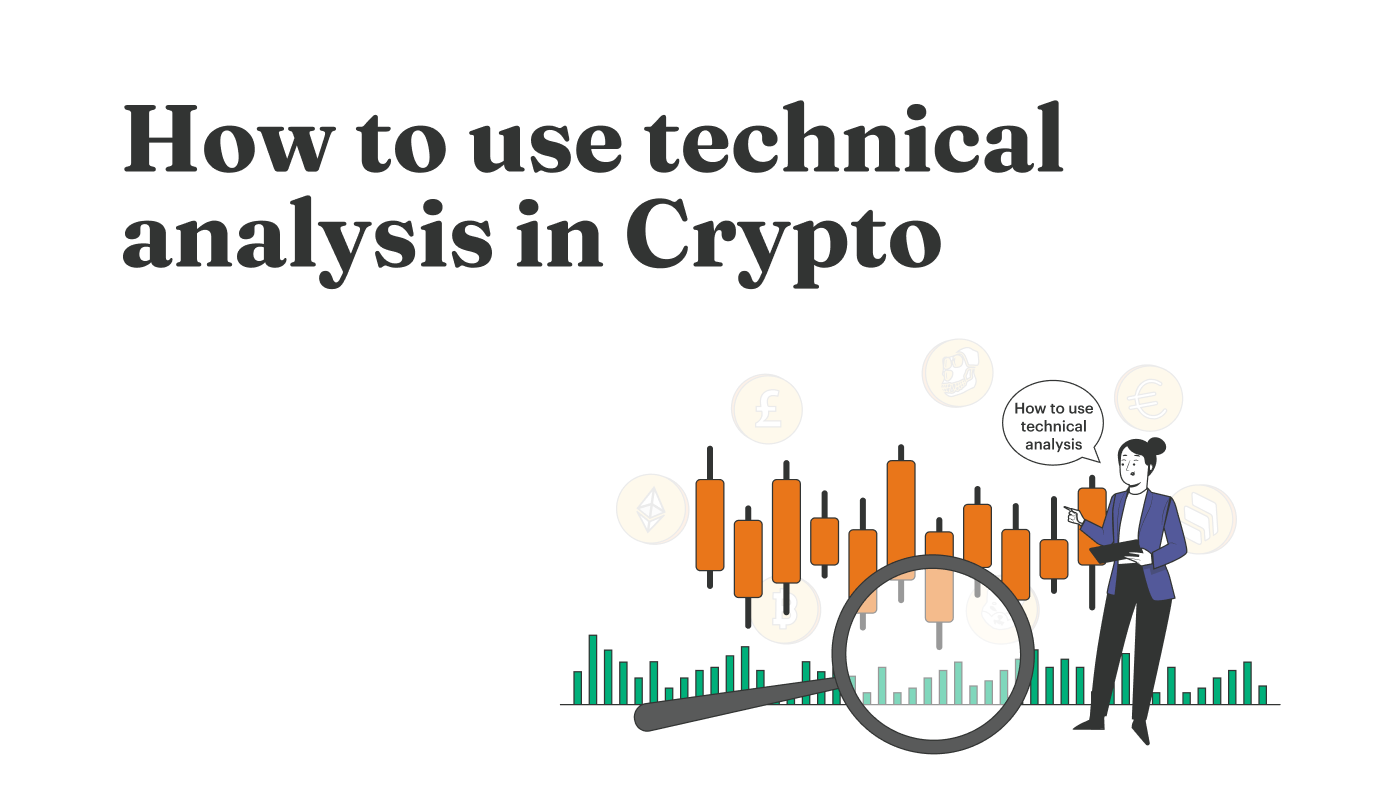 How to use technical
analysis in Crypto
How to use
technical
analysis